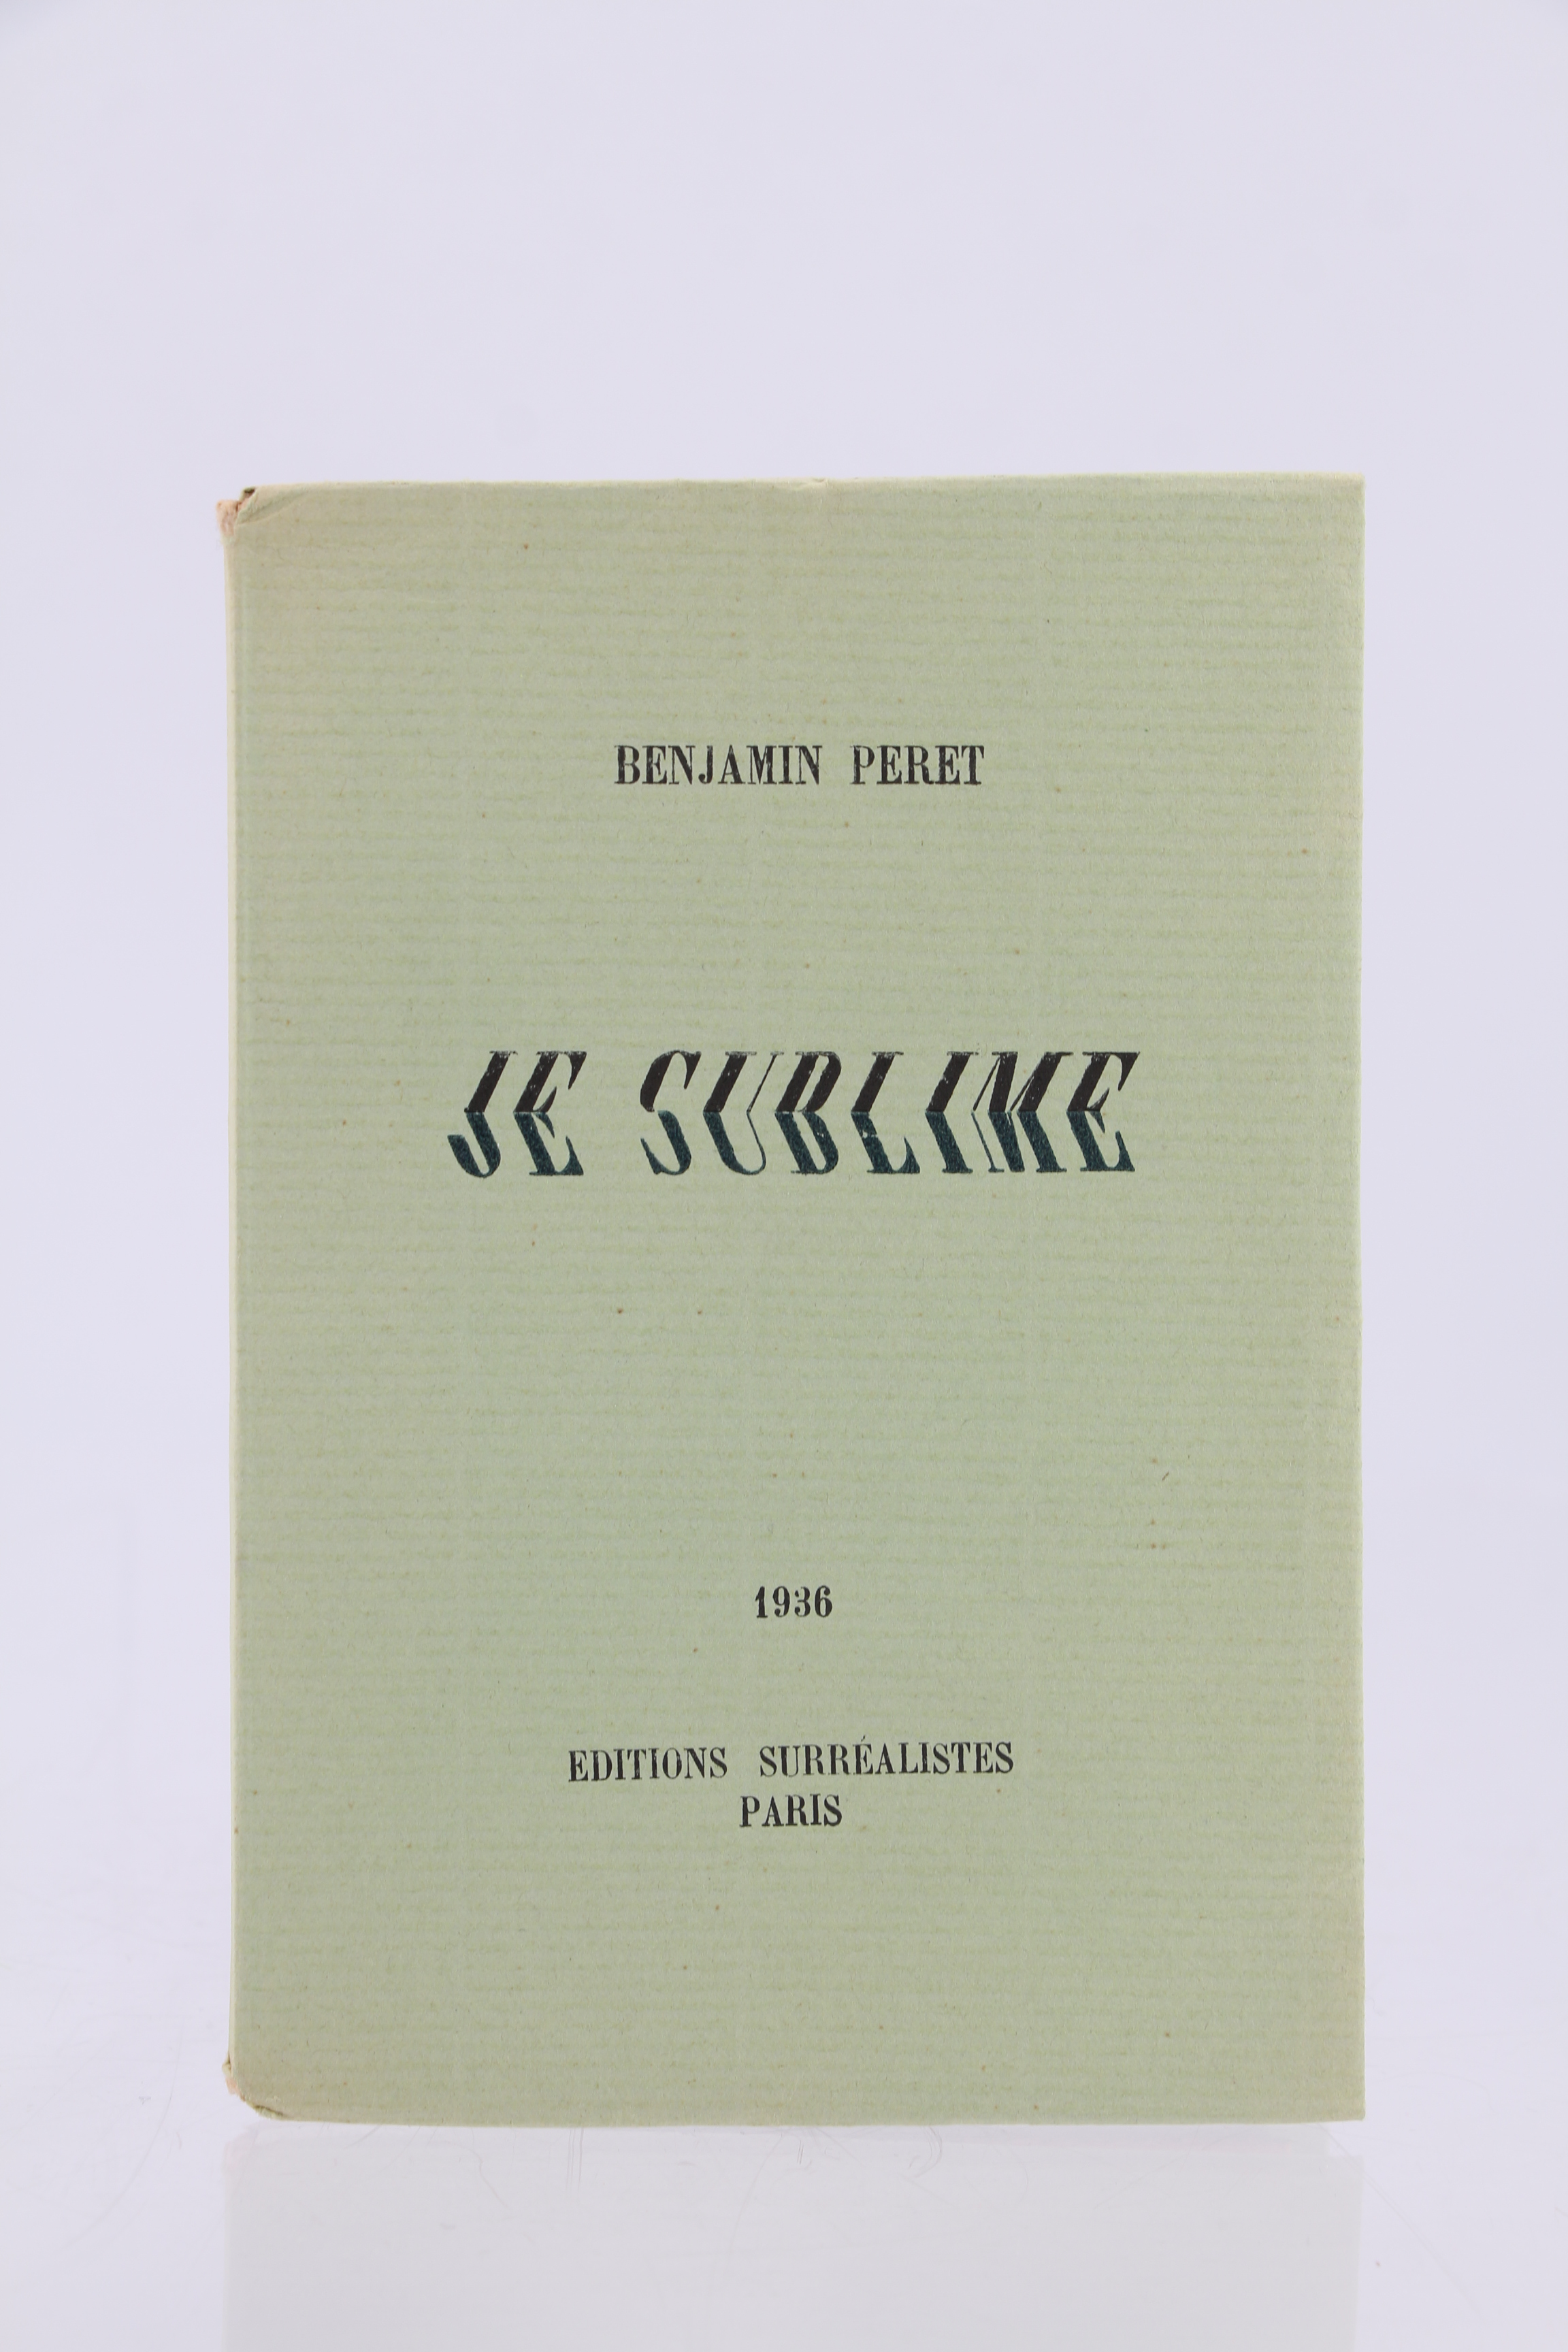 BENJAMIN PERET
JE SUBLIME
1936
EDITIONS SURRÉALISTES
PARIS